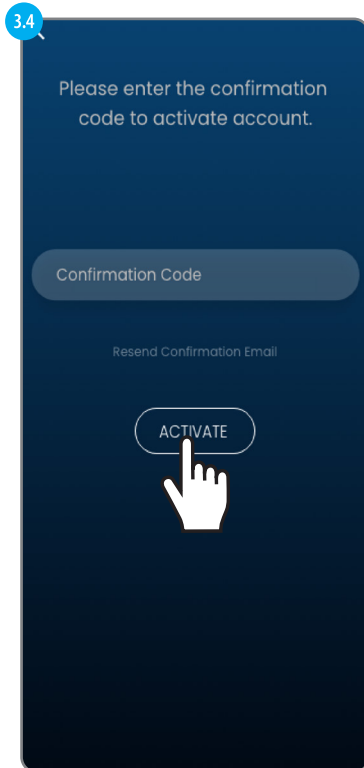 3.4
Please enter the confirmation
code to activate account.
Confirmation Code
Resend Confirmation Email
ACTIVATE